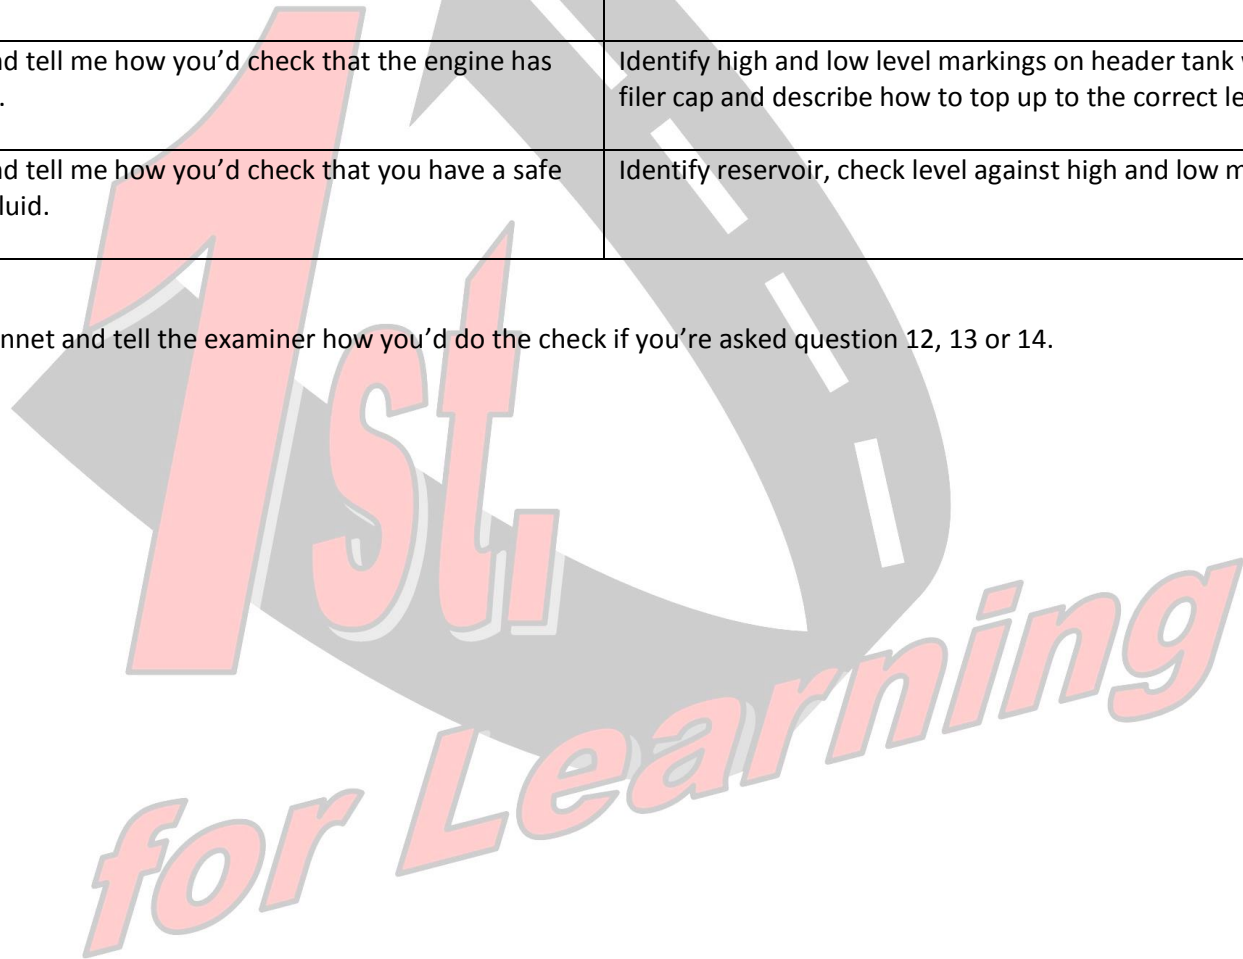 d tell me how you'd check that the engine has
.
Identify high and low level markings on header tank
filer cap and describe how to top up to the correct
d tell me how you'd check that you have a safe
luid.
Identify reservoir, check level against high and low
nnet and tell the examiner how you'd do the check if you're asked question 12, 13 or 14.
1st.
for Learning